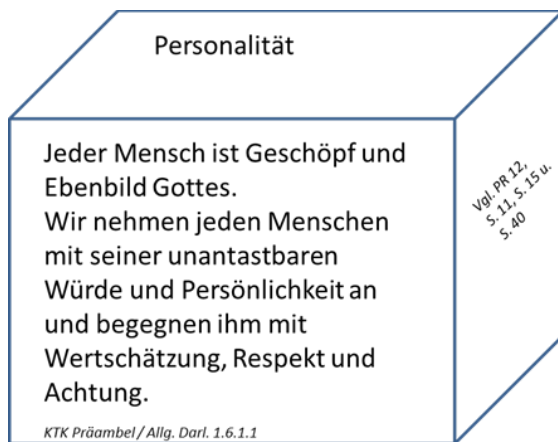 Personalität
Jeder Mensch ist Geschöpf und
Ebenbild Gottes.
Wir nehmen jeden Menschen
mit seiner unantastbaren
Würde und Persönlichkeit an
und begegnen ihm mit
Wertschätzung, Respekt und
Achtung.
KTK Präambel / Allg. Darl. 1.6.1.1
Vgl. PR 12,
S. 11, S. 15 u.
S. 40